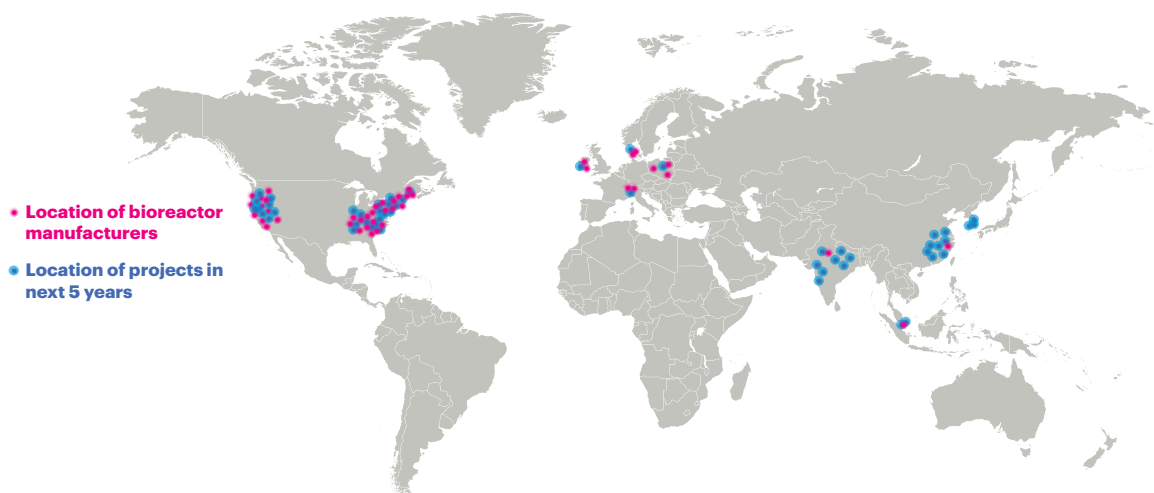 Location of bioreactor
manufacturers
Location of projects in
next 5 years